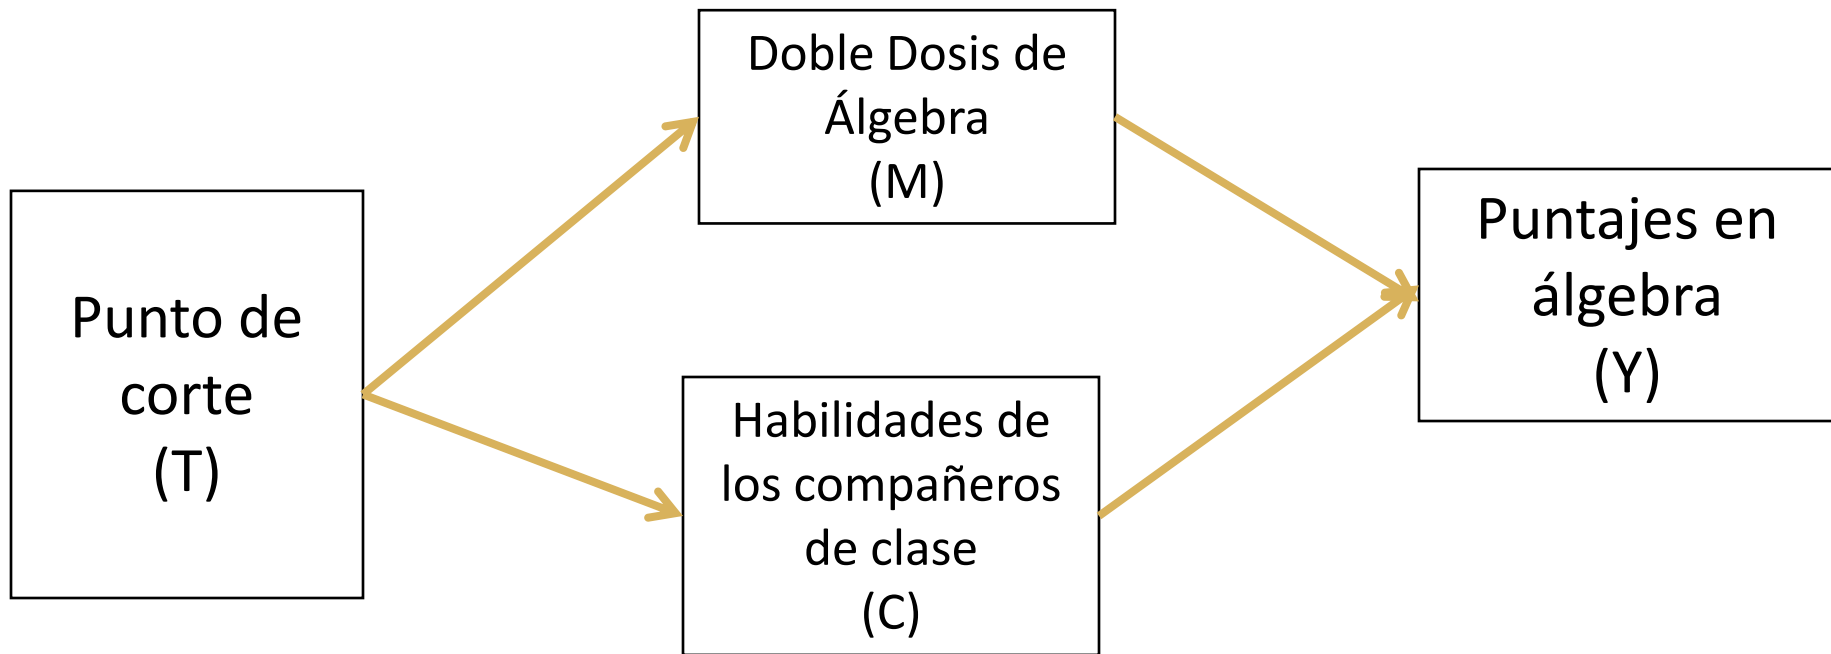 Punto de
corte
(T)
Doble Dosis de
Álgebra
(M)
Habilidades de
los compañeros
de clase
(C)
Puntajes en
álgebra
(Y)